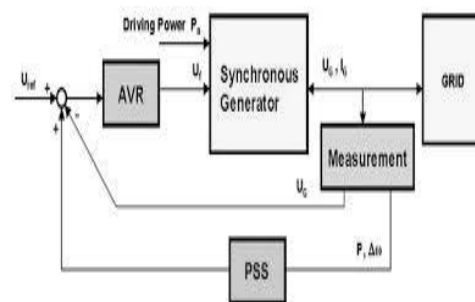 Driving Power Pa
Uref
+
AVR
Uf
Synchronous
Generator
UG , IG
GRID
-
+
Measurement
UG
P, Δω
PSS